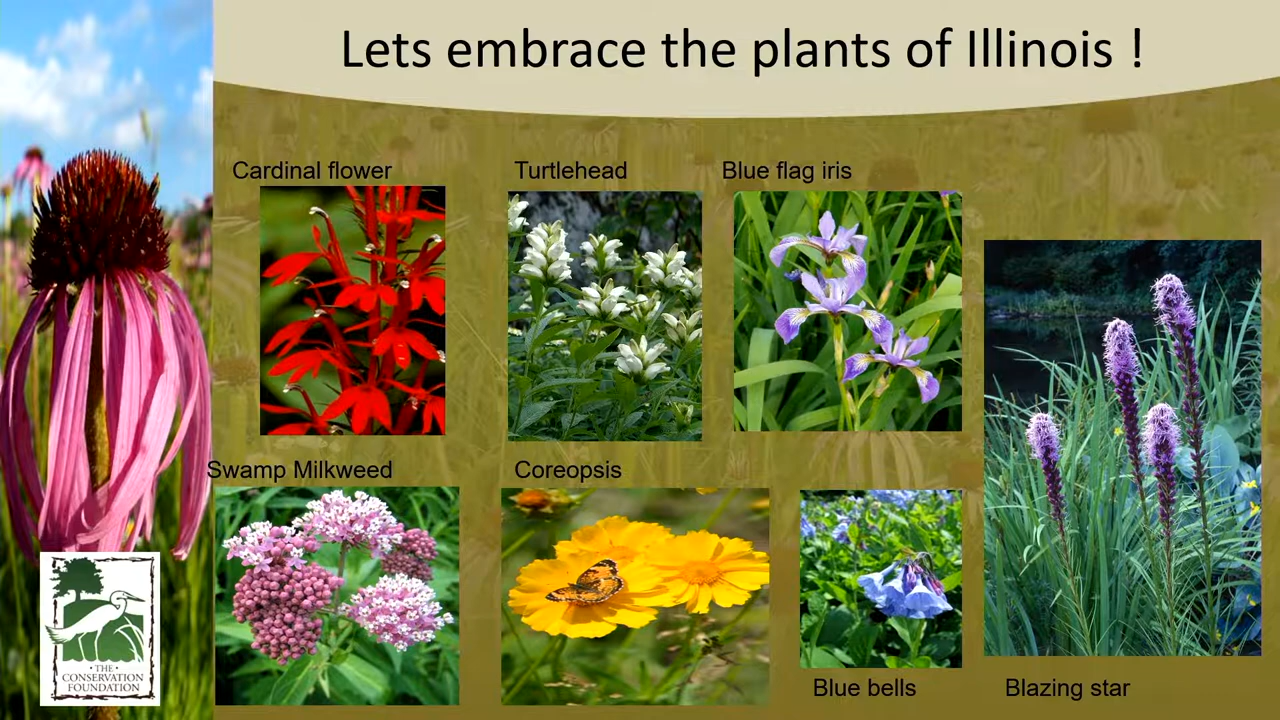 Lets embrace the plants of Illinois !
Cardinal flower
Turtlehead
Blue flag iris
Swamp Milkweed
Coreopsis
Blue bells
Blazing star
• THE •
CONSERVATION
FOUNDATION